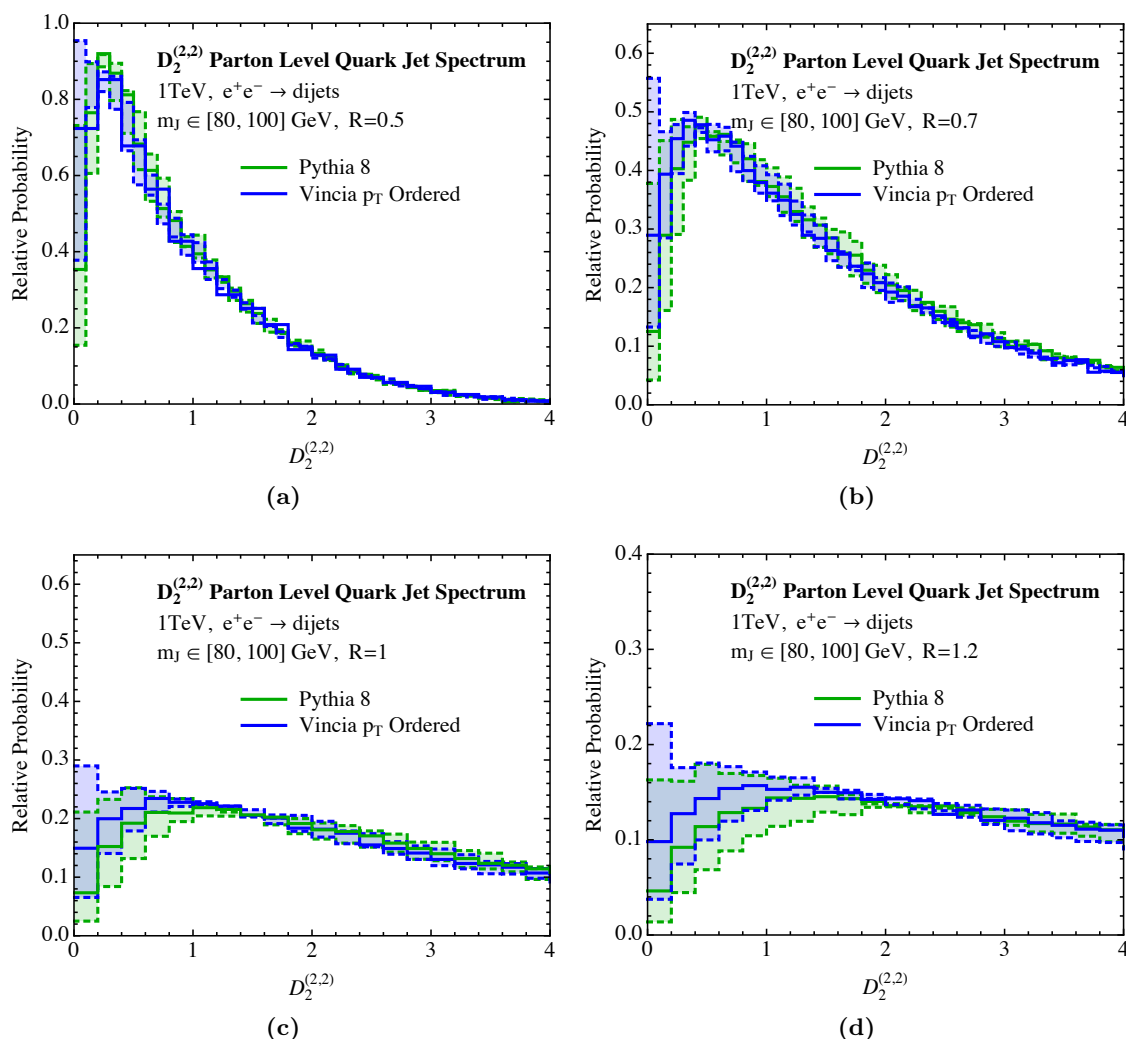 D₂^(2,2) Parton Level Quark Jet Spectrum
1TeV, e⁺e⁻ → dijets
m_J ∈ [80, 100] GeV, R=0.5
Pythia 8
Vincia p_T Ordered
Relative Probability
1.0
0.8
0.6
0.4
0.2
0.0
0 1 2 3 4
D₂^(2,2)
(a)
D₂^(2,2) Parton Level Quark Jet Spectrum
1TeV, e⁺e⁻ → dijets
m_J ∈ [80, 100] GeV, R=0.7
Pythia 8
Vincia p_T Ordered
Relative Probability
0.6
0.5
0.4
0.3
0.2
0.1
0.0
0 1 2 3 4
D₂^(2,2)
(b)
D₂^(2,2) Parton Level Quark Jet Spectrum
1TeV, e⁺e⁻ → dijets
m_J ∈ [80, 100] GeV, R=1
Pythia 8
Vincia p_T Ordered
Relative Probability
0.6
0.5
0.4
0.3
0.2
0.1
0.0
0 1 2 3 4
D₂^(2,2)
(c)
D₂^(2,2) Parton Level Quark Jet Spectrum
1TeV, e⁺e⁻ → dijets
m_J ∈ [80, 100] GeV, R=1.2
Pythia 8
Vincia p_T Ordered
Relative Probability
0.4
0.3
0.2
0.1
0.0
0 1 2 3 4
D₂^(2,2)
(d)